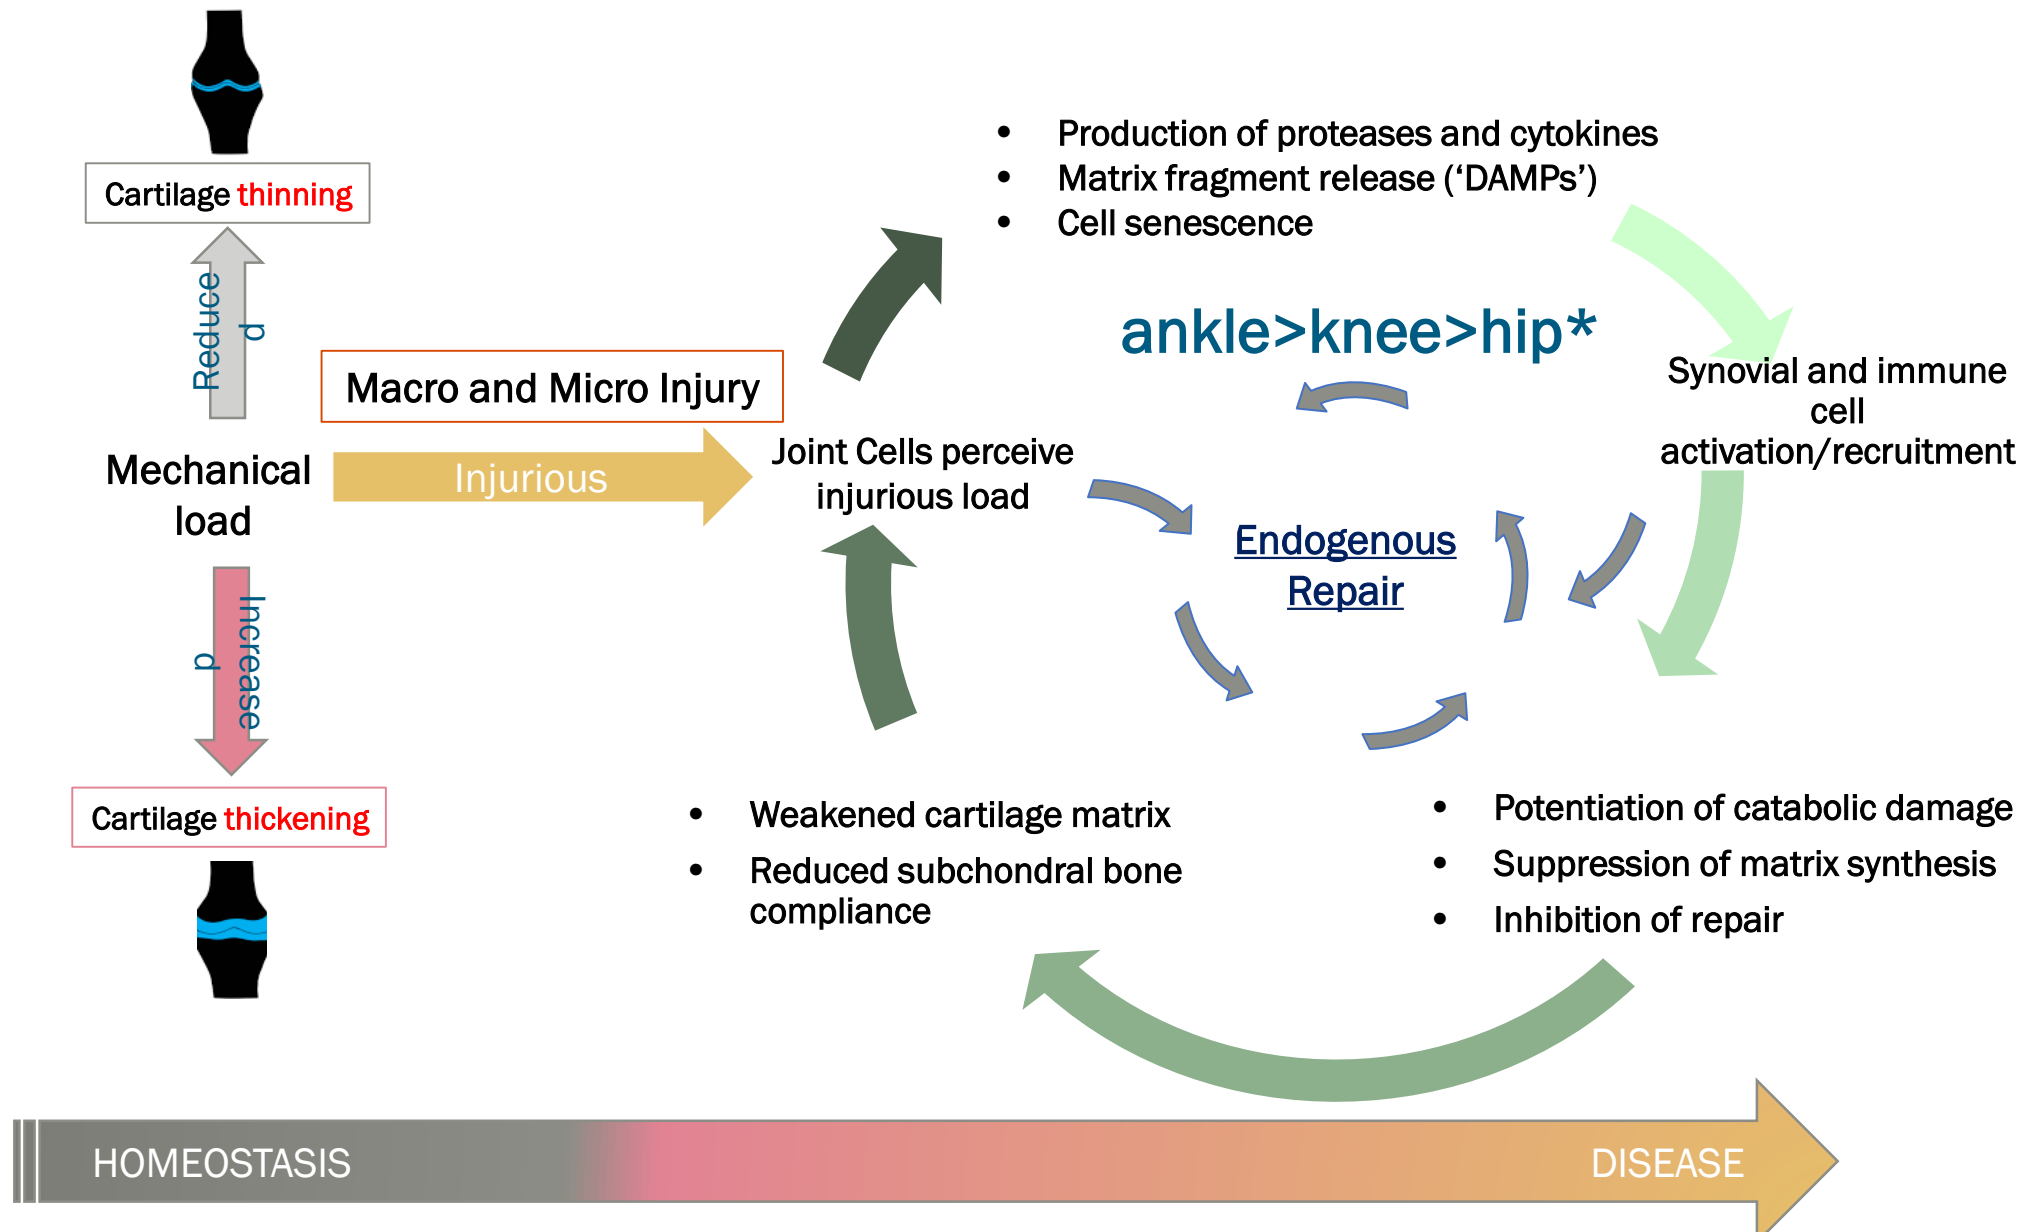 Cartilage thinning
Reduce
d
Mechanical
load
Increase
d
Cartilage thickening
Macro and Micro Injury
Injurious
Joint Cells perceive
injurious load
• Production of proteases and cytokines
• Matrix fragment release (‘DAMPs’)
• Cell senescence
ankle>knee>hip*
Synovial and immune
cell
activation/recruitment
Endogenous
Repair
• Weakened cartilage matrix
• Reduced subchondral bone
compliance
• Potentiation of catabolic damage
• Suppression of matrix synthesis
• Inhibition of repair
HOMEOSTASIS
DISEASE